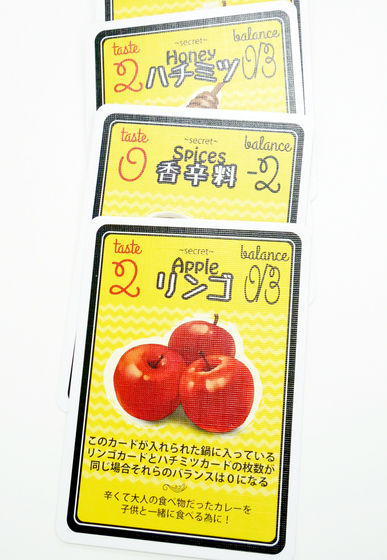 taste
balance
~secret~
Honey
2
ハチミツ
0/3
taste
balance
~secret~
Spices
0
香辛料
-2
taste
balance
~secret~
Apple
2
リンゴ
0/3
このカードが入れられた鍋に入っている
リンゴカードとハチミツカードの枚数が
同じ場合それらのバランスは0になる
辛くて大人の食べ物だったカレーを
子供と一緒に食べる為に！